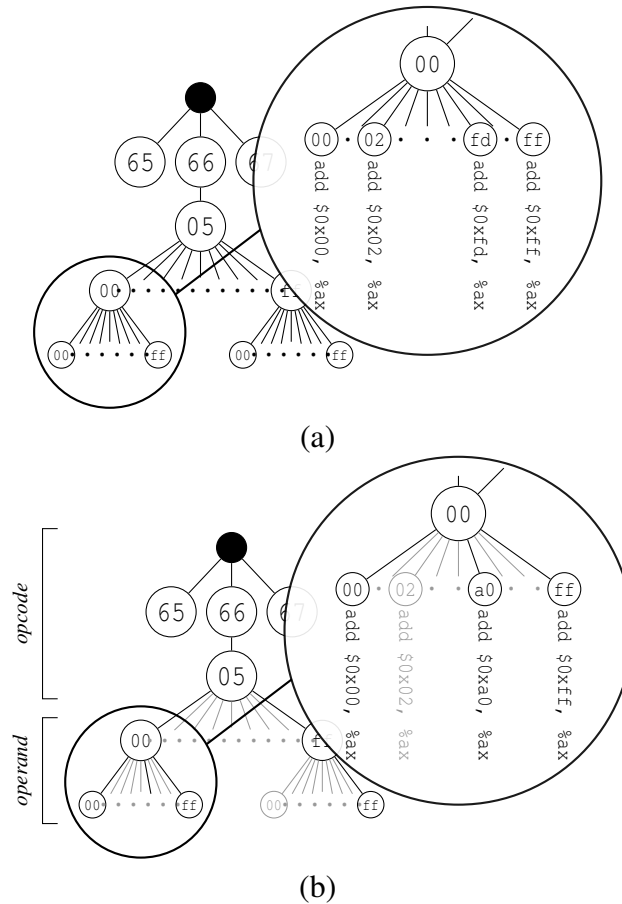 00
00 02 fd ff
add $0x00, %ax
add $0x02, %ax
add $0xfd, %ax
add $0xff, %ax
65 66 67
05
00 ff
00 ff 00 ff
(a)
opcode
operand
00
00 02 a0 ff
add $0x00, %ax
add $0x02, %ax
add $0xa0, %ax
add $0xff, %ax
65 66 67
05
00 ff
00 ff 00 ff
(b)